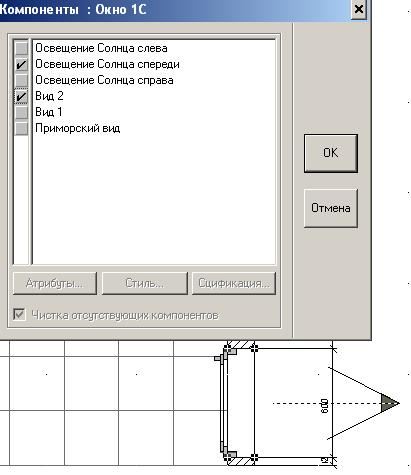 Компоненты : Окно 1С
Освещение Солнца слева
Освещение Солнца спереди
Освещение Солнца справа
Вид 2
Вид 1
Приморский вид
OK
Отмена
Атрибуты...
Стиль...
Сцификация...
Чистка отсутствующих компонентов
600